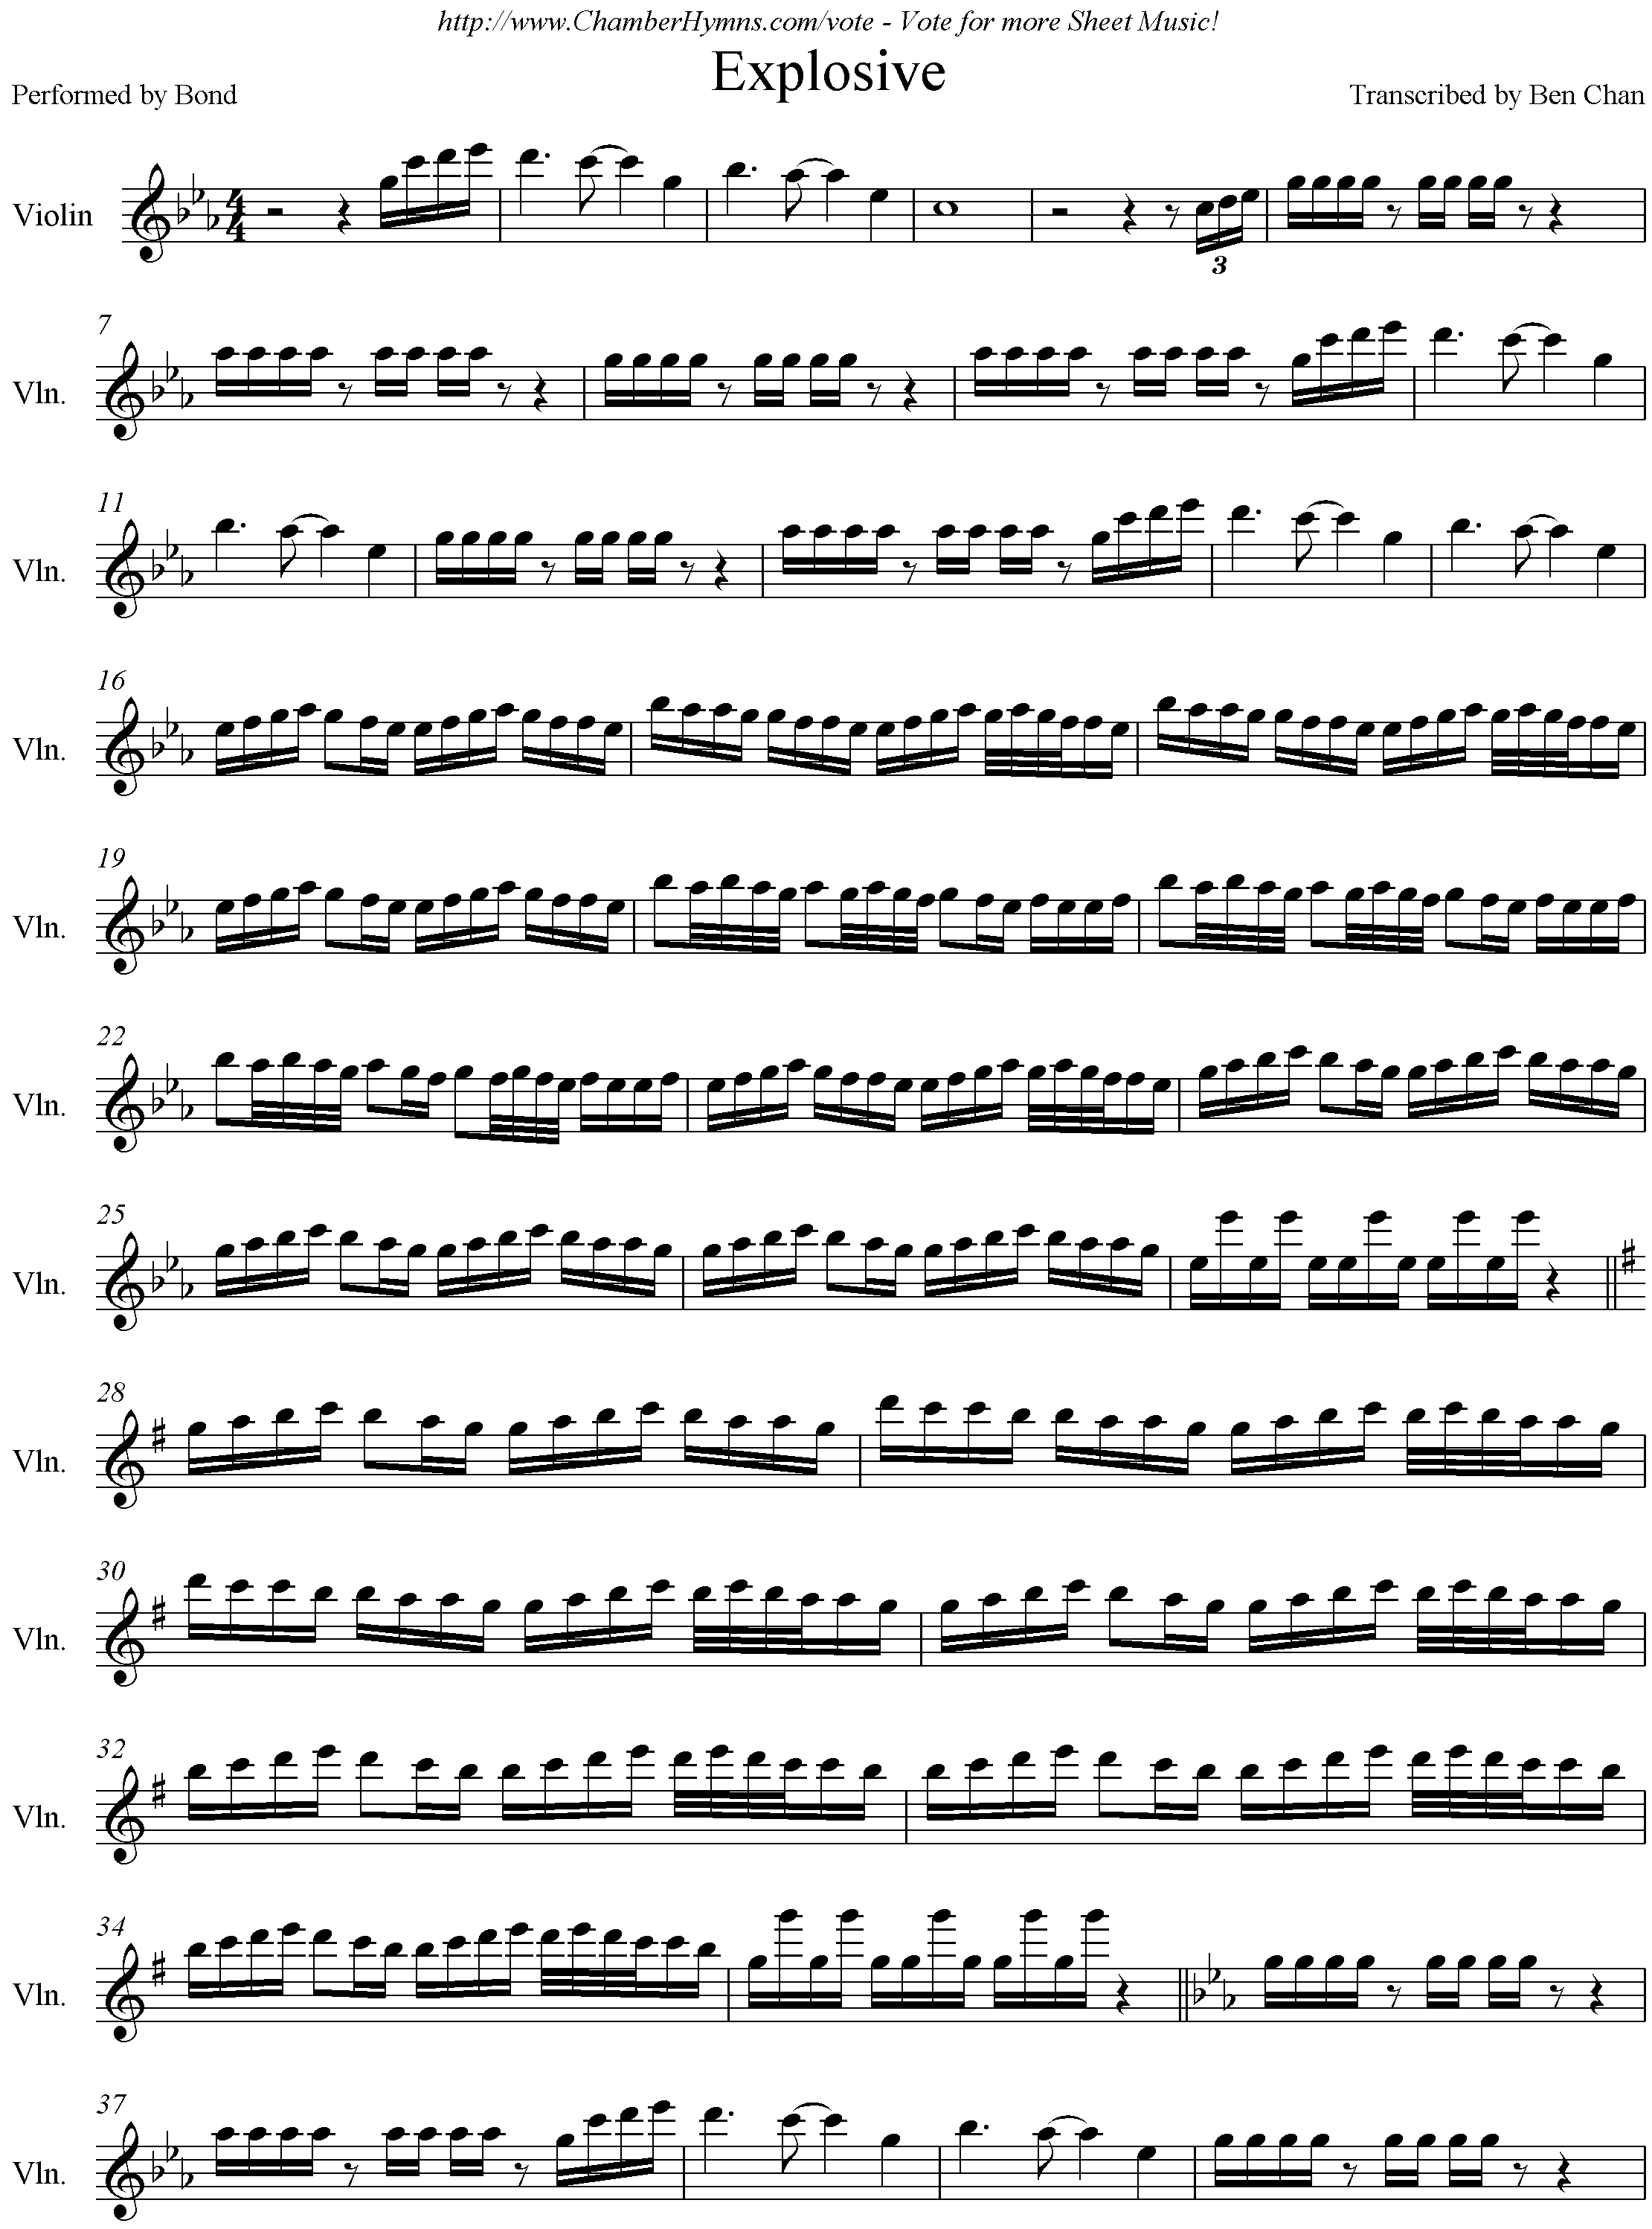 http://www.ChamberHymns.com/vote - Vote for more Sheet Music!
Explosive
Performed by Bond
Transcribed by Ben Chan
Violin
4
4
3
7
Vln.
11
Vln.
16
Vln.
19
Vln.
22
Vln.
25
Vln.
28
Vln.
30
Vln.
32
Vln.
34
Vln.
37
Vln.